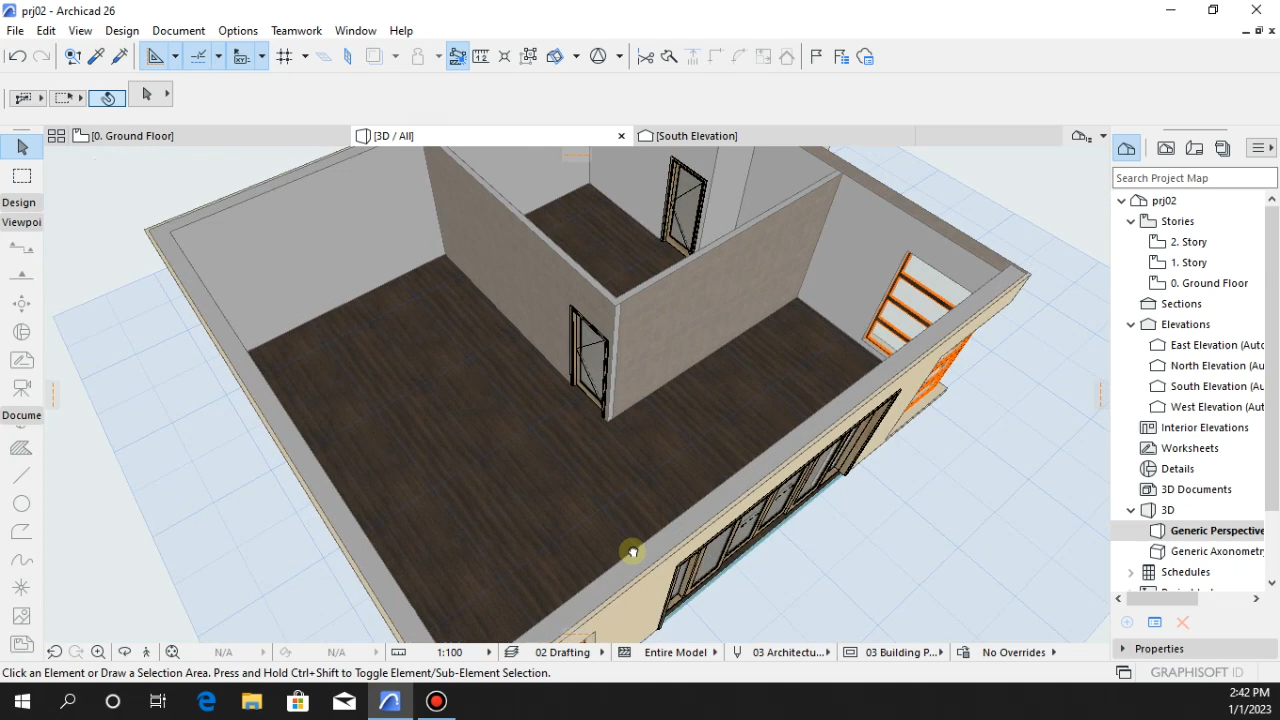 prj02 - Archicad 26
File Edit View Design Document Options Teamwork Window Help
[0. Ground Floor] [3D / All] [South Elevation]
Search Project Map
Design
Viewpoi
Docume
prj02
Stories
2. Story
1. Story
0. Ground Floor
Sections
Elevations
East Elevation (Auto
North Elevation (Au
South Elevation (Au
West Elevation (Aut
Interior Elevations
Worksheets
Details
3D Documents
3D
Generic Perspective
Generic Axonometr
Schedules
Properties
N/A N/A 1:100 02 Drafting Entire Model 03 Architectu... 03 Building P... No Overrides
Click an Element or Draw a Selection Area. Press and Hold Ctrl+Shift to Toggle Element/Sub-Element Selection.
GRAPHISOFT ID
2:42 PM
1/1/2023